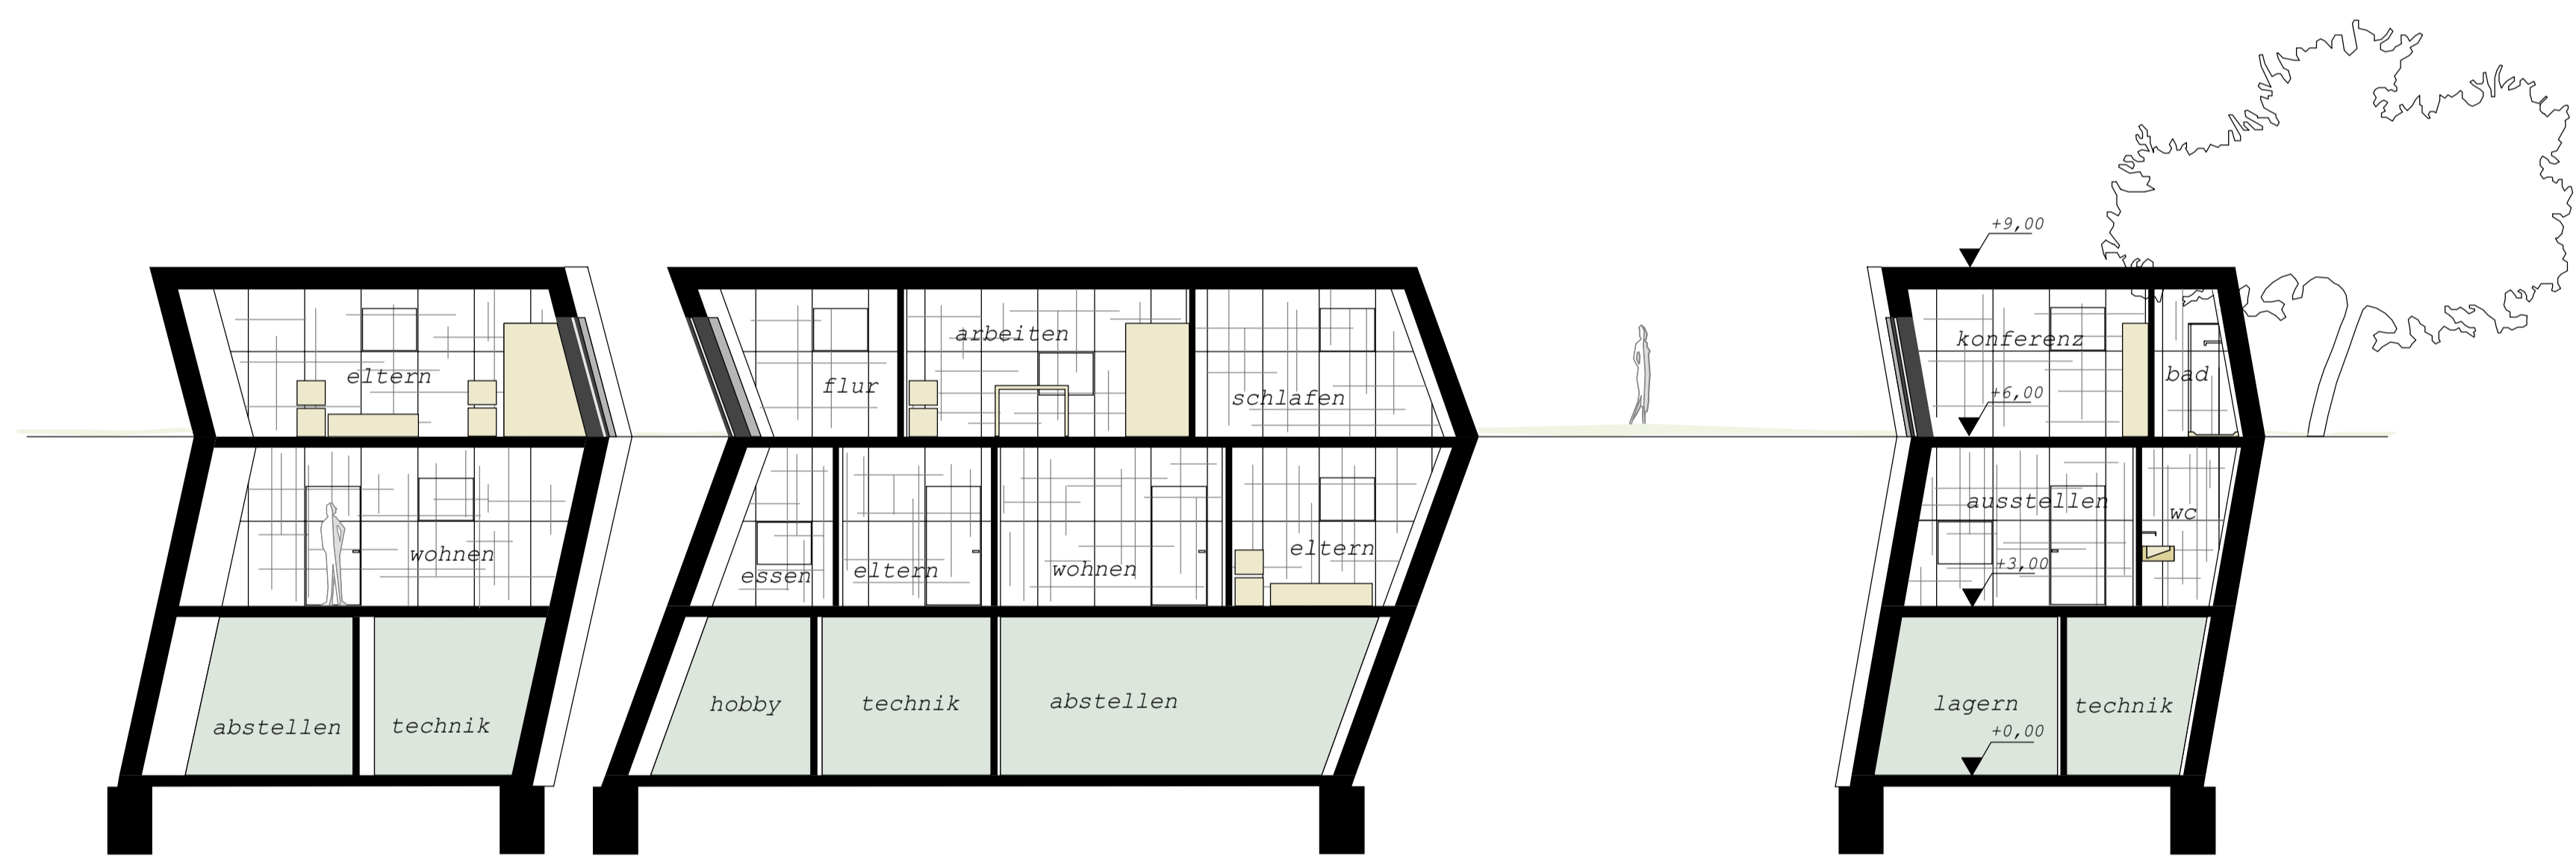 +9,00
eltern
flur
arbeiten
schlafen
konferenz
bad
+6,00
wohnen
essen
eltern
wohnen
eltern
ausstellen
wc
+3,00
abstellen
technik
hobby
technik
abstellen
lagern
technik
+0,00